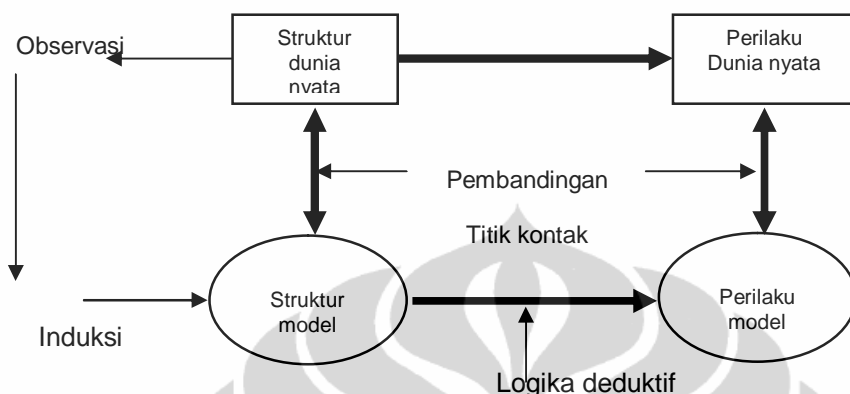 Observasi
Struktur
dunia
nyata
Perilaku
Dunia nyata
Pembandingan
Titik kontak
Struktur
model
Perilaku
model
Induksi
Logika deduktif